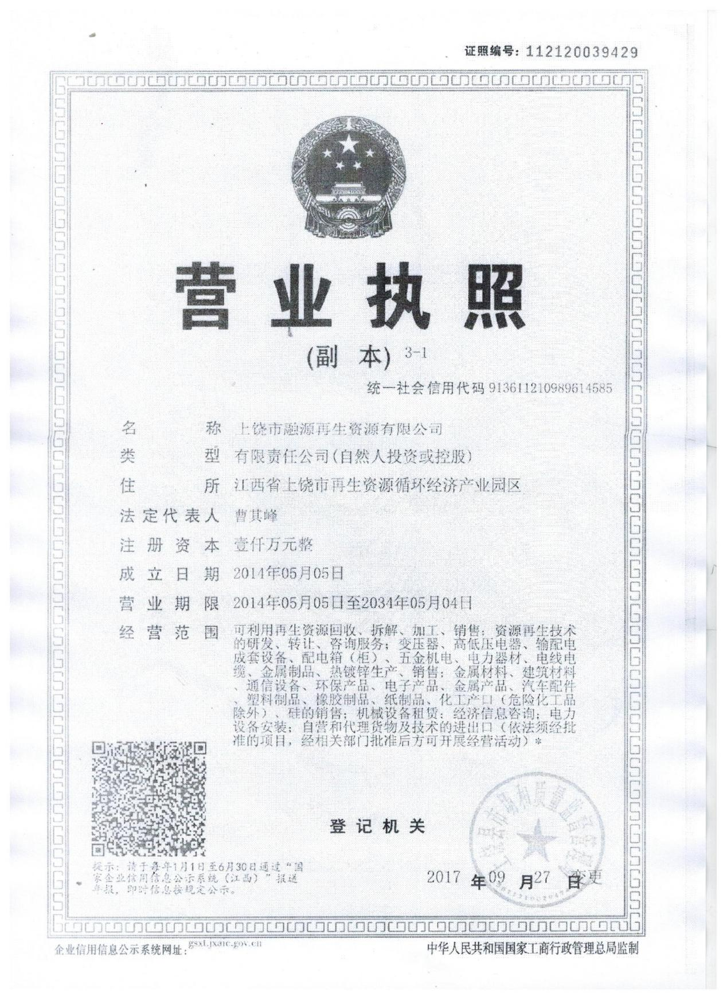 证照编号：112120039429
营业执照
(副 本) 3-1
统一社会信用代码 913611210989614585
名 称 上饶市融源再生资源有限公司
类 型 有限责任公司(自然人投资或控股)
住 所 江西省上饶市再生资源循环经济产业园区
法定代表人 曹其峰
注册资本 壹仟万元整
成立日期 2014年05月05日
营业期限 2014年05月05日至2034年05月04日
经营范围 可利用再生资源回收、拆解、加工、销售；资源再生技术
的研发、转让、咨询服务；变压器、高低压电器、输配电
成套设备、配电箱（柜）、五金机电、电力器材、电线电
缆、金属制品、热镀锌生产、销售；金属材料、建筑材料
、通信设备、环保产品、电子产品、金属产品、汽车配件
、塑料制品、橡胶制品、纸制品、化工产口（危险化工品
除外）、硅的销售；机械设备租赁；经济信息咨询；电力
设备安装；自营和代理货物及技术的进出口（依法须经批
准的项目，经相关部门批准后方可开展经营活动）*
登记机关
上饶县市场和质量监督管理局
2017 年09 月27 日变更
提示：请于每年1月1日至6月30日通过“国
家企业信用信息公示系统（江西）”报送
年报，即时信息按规定公示。
企业信用信息公示系统网址：gsxt.jxaic.gov.cn
中华人民共和国国家工商行政管理总局监制